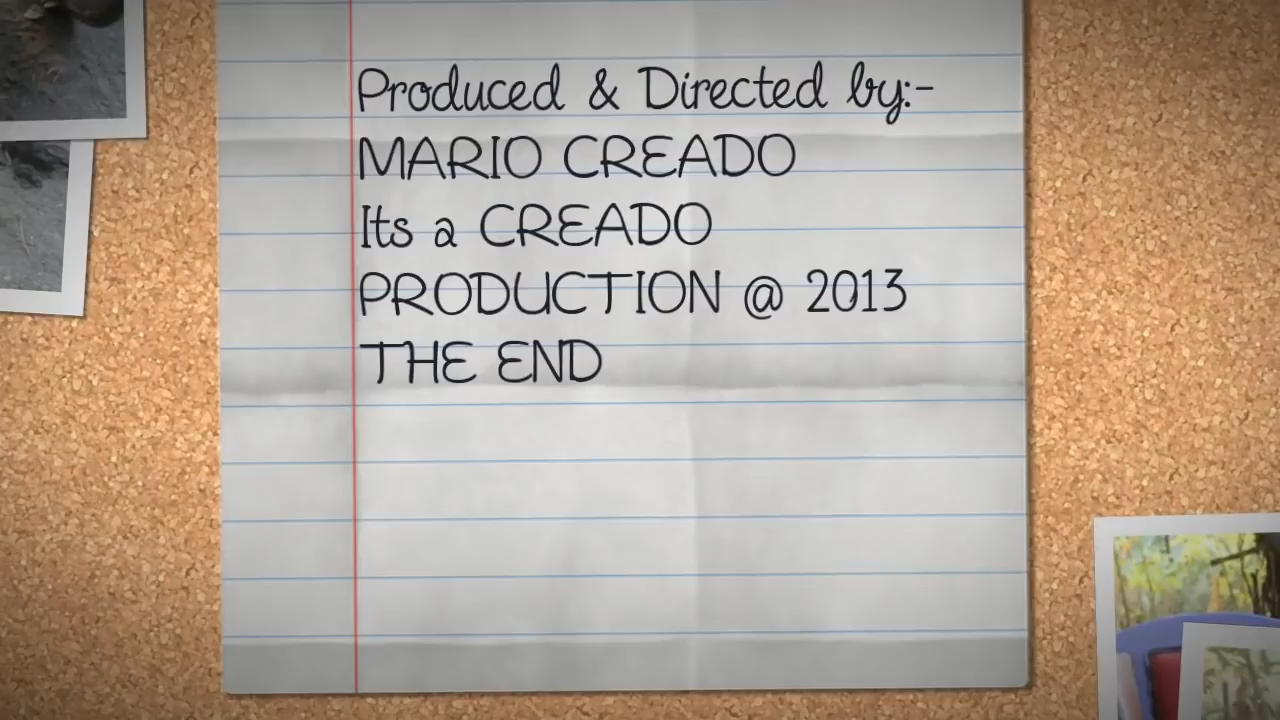 Produced & Directed by:-
MARIO CREADO
Its a CREADO
PRODUCTION @ 2013
THE END